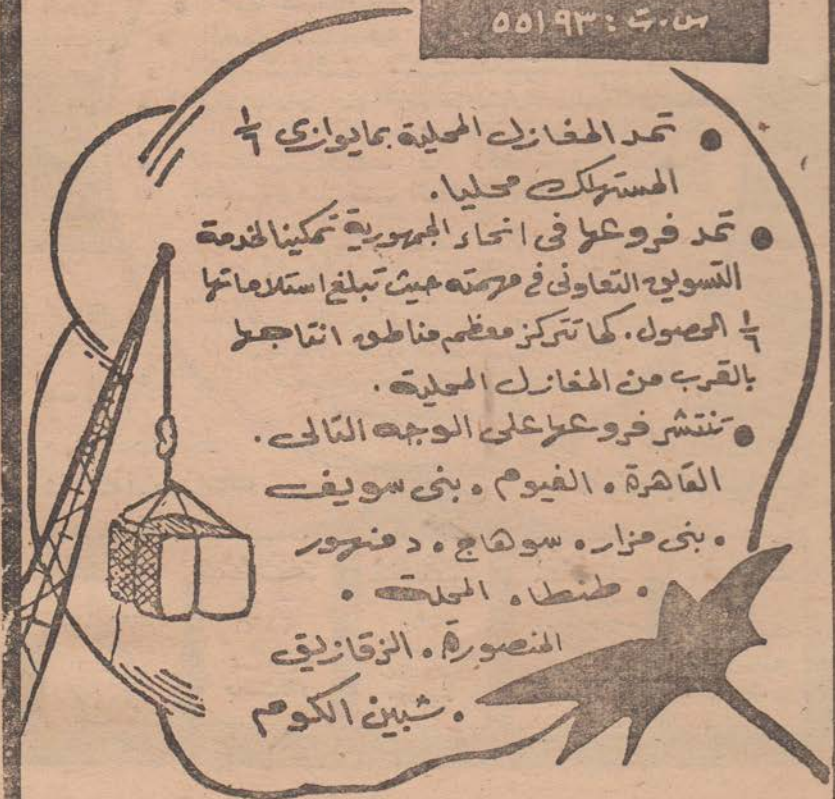 س.ت : ٥٥١٩٣
• تمد المغازل المحلية بمايوازى ١/٦
المستهلك محليا.
• تمد فروعها فى انحاء الجمهورية تمكينا لخدمة
التسويق التعاونى فى مهمته حيث تبلغ استلاماتها
١/٦ المحصول. كما تتركز معظم مناطق انتاجها
بالقرب من المغازل المحلية.
• تنتشر فروعها على الوجه التالى.
القاهرة • الفيوم • بنى سويف
• بنى مزار • سوهاج • دمنهور
• طنطا • المحلة •
المنصورة • الزقازيق
• شبين الكوم